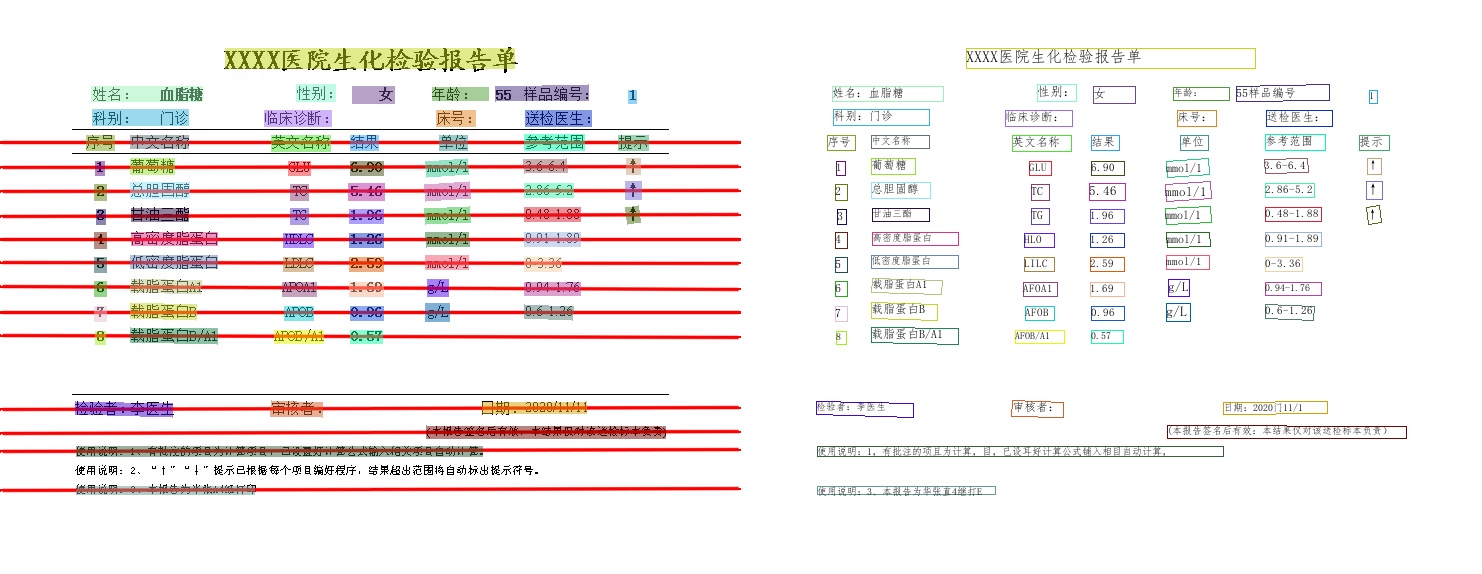 XXXX医院生化检验报告单
姓名: 血脂糖 性别: 女 年龄: 55 样品编号: 1
科别: 门诊 临床诊断: 床号: 送检医生:
序号 中文名称 英文名称 结果 单位 参考范围 提示
1 葡萄糖 GLU 6.90 mmol/l 3.6-6.4 ↑
2 总胆固醇 TC 5.46 mmol/l 2.86-5.2 ↑
3 甘油三酯 TG 1.96 mmol/l 0.48-1.88 ↑
4 高密度脂蛋白 HDLC 1.26 mmol/l 0.91-1.89
5 低密度脂蛋白 LDLC 2.59 mmol/l 0-3.36
6 载脂蛋白A1 APOA1 1.69 g/L 0.94-1.76
7 载脂蛋白B APOB 0.96 g/L 0.6-1.26
8 载脂蛋白B/A1 APOB/A1 0.57
检验者:李医生 审核者: 日期: 2020/11/11
(本报告签名后有效:本结果仅对该送检标本负责)
使用说明: 1、有批注的项目为计算项目,已设置好计算公式输入相关项目自动计算。
使用说明: 2、“↑”“↓”提示已根据每个项目编好程序,结果超出范围将自动标出提示符号。
使用说明: 3、本报告为半张A4纸打印
XXXX医院生化检验报告单
姓名: 血脂糖 性别: 女 年龄: 55样品编号 1
科别: 门诊 临床诊断: 床号: 送检医生:
序号 中文名称 英文名称 结果 单位 参考范围 提示
1 葡萄糖 GLU 6.90 mmol/1 3.6-6.4 ↑
2 总胆固醇 TC 5.46 mmol/1 2.86-5.2 ↑
3 甘油三酯 TG 1.96 mmol/1 0.48-1.88 ↑
4 高密度脂蛋白 HLO 1.26 mmol/1 0.91-1.89
5 低密度脂蛋白 LILC 2.59 mmol/1 0-3.36
6 载脂蛋白A1 AFOA1 1.69 g/L 0.94-1.76
7 载脂蛋白B AFOB 0.96 g/L 0.6-1.26
8 载脂蛋白B/A1 AFOB/A1 0.57
检验者: 李医生 审核者: 日期: 2020门11/1
(本报告签名后有效: 本结果仅对该送检标本负责)
使用说明: 1, 有批注的项且为计算, 目, 己设耳好计算公式辅入相目自动计算,
使用说明: 3、本报告为华张直4继打E